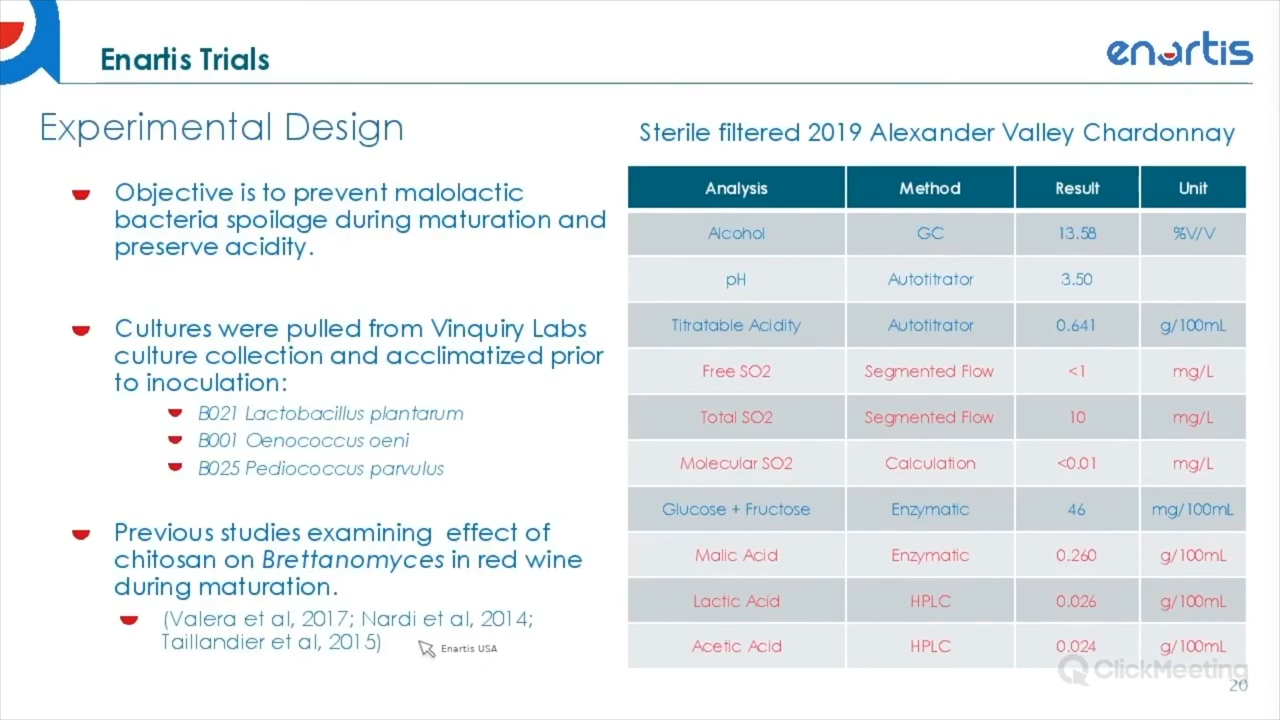 Enartis Trials
enartis
Experimental Design
Objective is to prevent malolactic
bacteria spoilage during maturation and
preserve acidity.
Cultures were pulled from Vinquiry Labs
culture collection and acclimatized prior
to inoculation:
B021 Lactobacillus plantarum
B001 Oenococcus oeni
B025 Pediococcus parvulus
Previous studies examining effect of
chitosan on Brettanomyces in red wine
during maturation.
(Valera et al, 2017; Nardi et al, 2014;
Taillandier et al, 2015)
Enartis USA
Sterile filtered 2019 Alexander Valley Chardonnay
Analysis Method Result Unit
Alcohol GC 13.58 %V/V
pH Autotitrator 3.50
Titratable Acidity Autotitrator 0.641 g/100mL
Free SO2 Segmented Flow <1 mg/L
Total SO2 Segmented Flow 10 mg/L
Molecular SO2 Calculation <0.01 mg/L
Glucose + Fructose Enzymatic 46 mg/100mL
Malic Acid Enzymatic 0.260 g/100mL
Lactic Acid HPLC 0.026 g/100mL
Acetic Acid HPLC 0.024 g/100mL
ClickMeeting
20